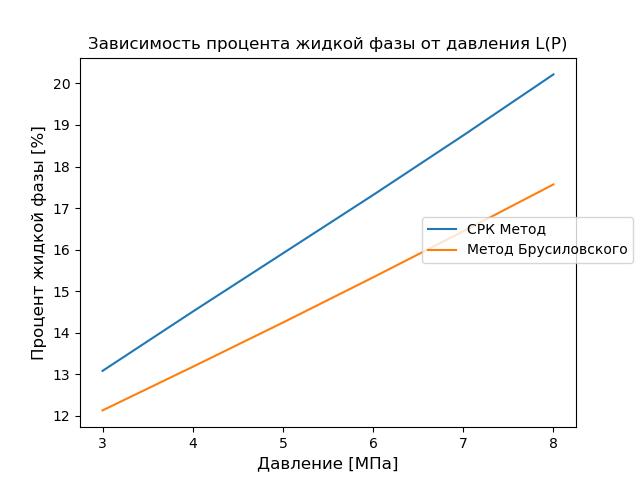 Зависимость процента жидкой фазы от давления L(P)
Процент жидкой фазы [%]
20
19
18
17
16
15
14
13
12
СРК Метод
Метод Брусиловского
3 4 5 6 7 8
Давление [МПа]